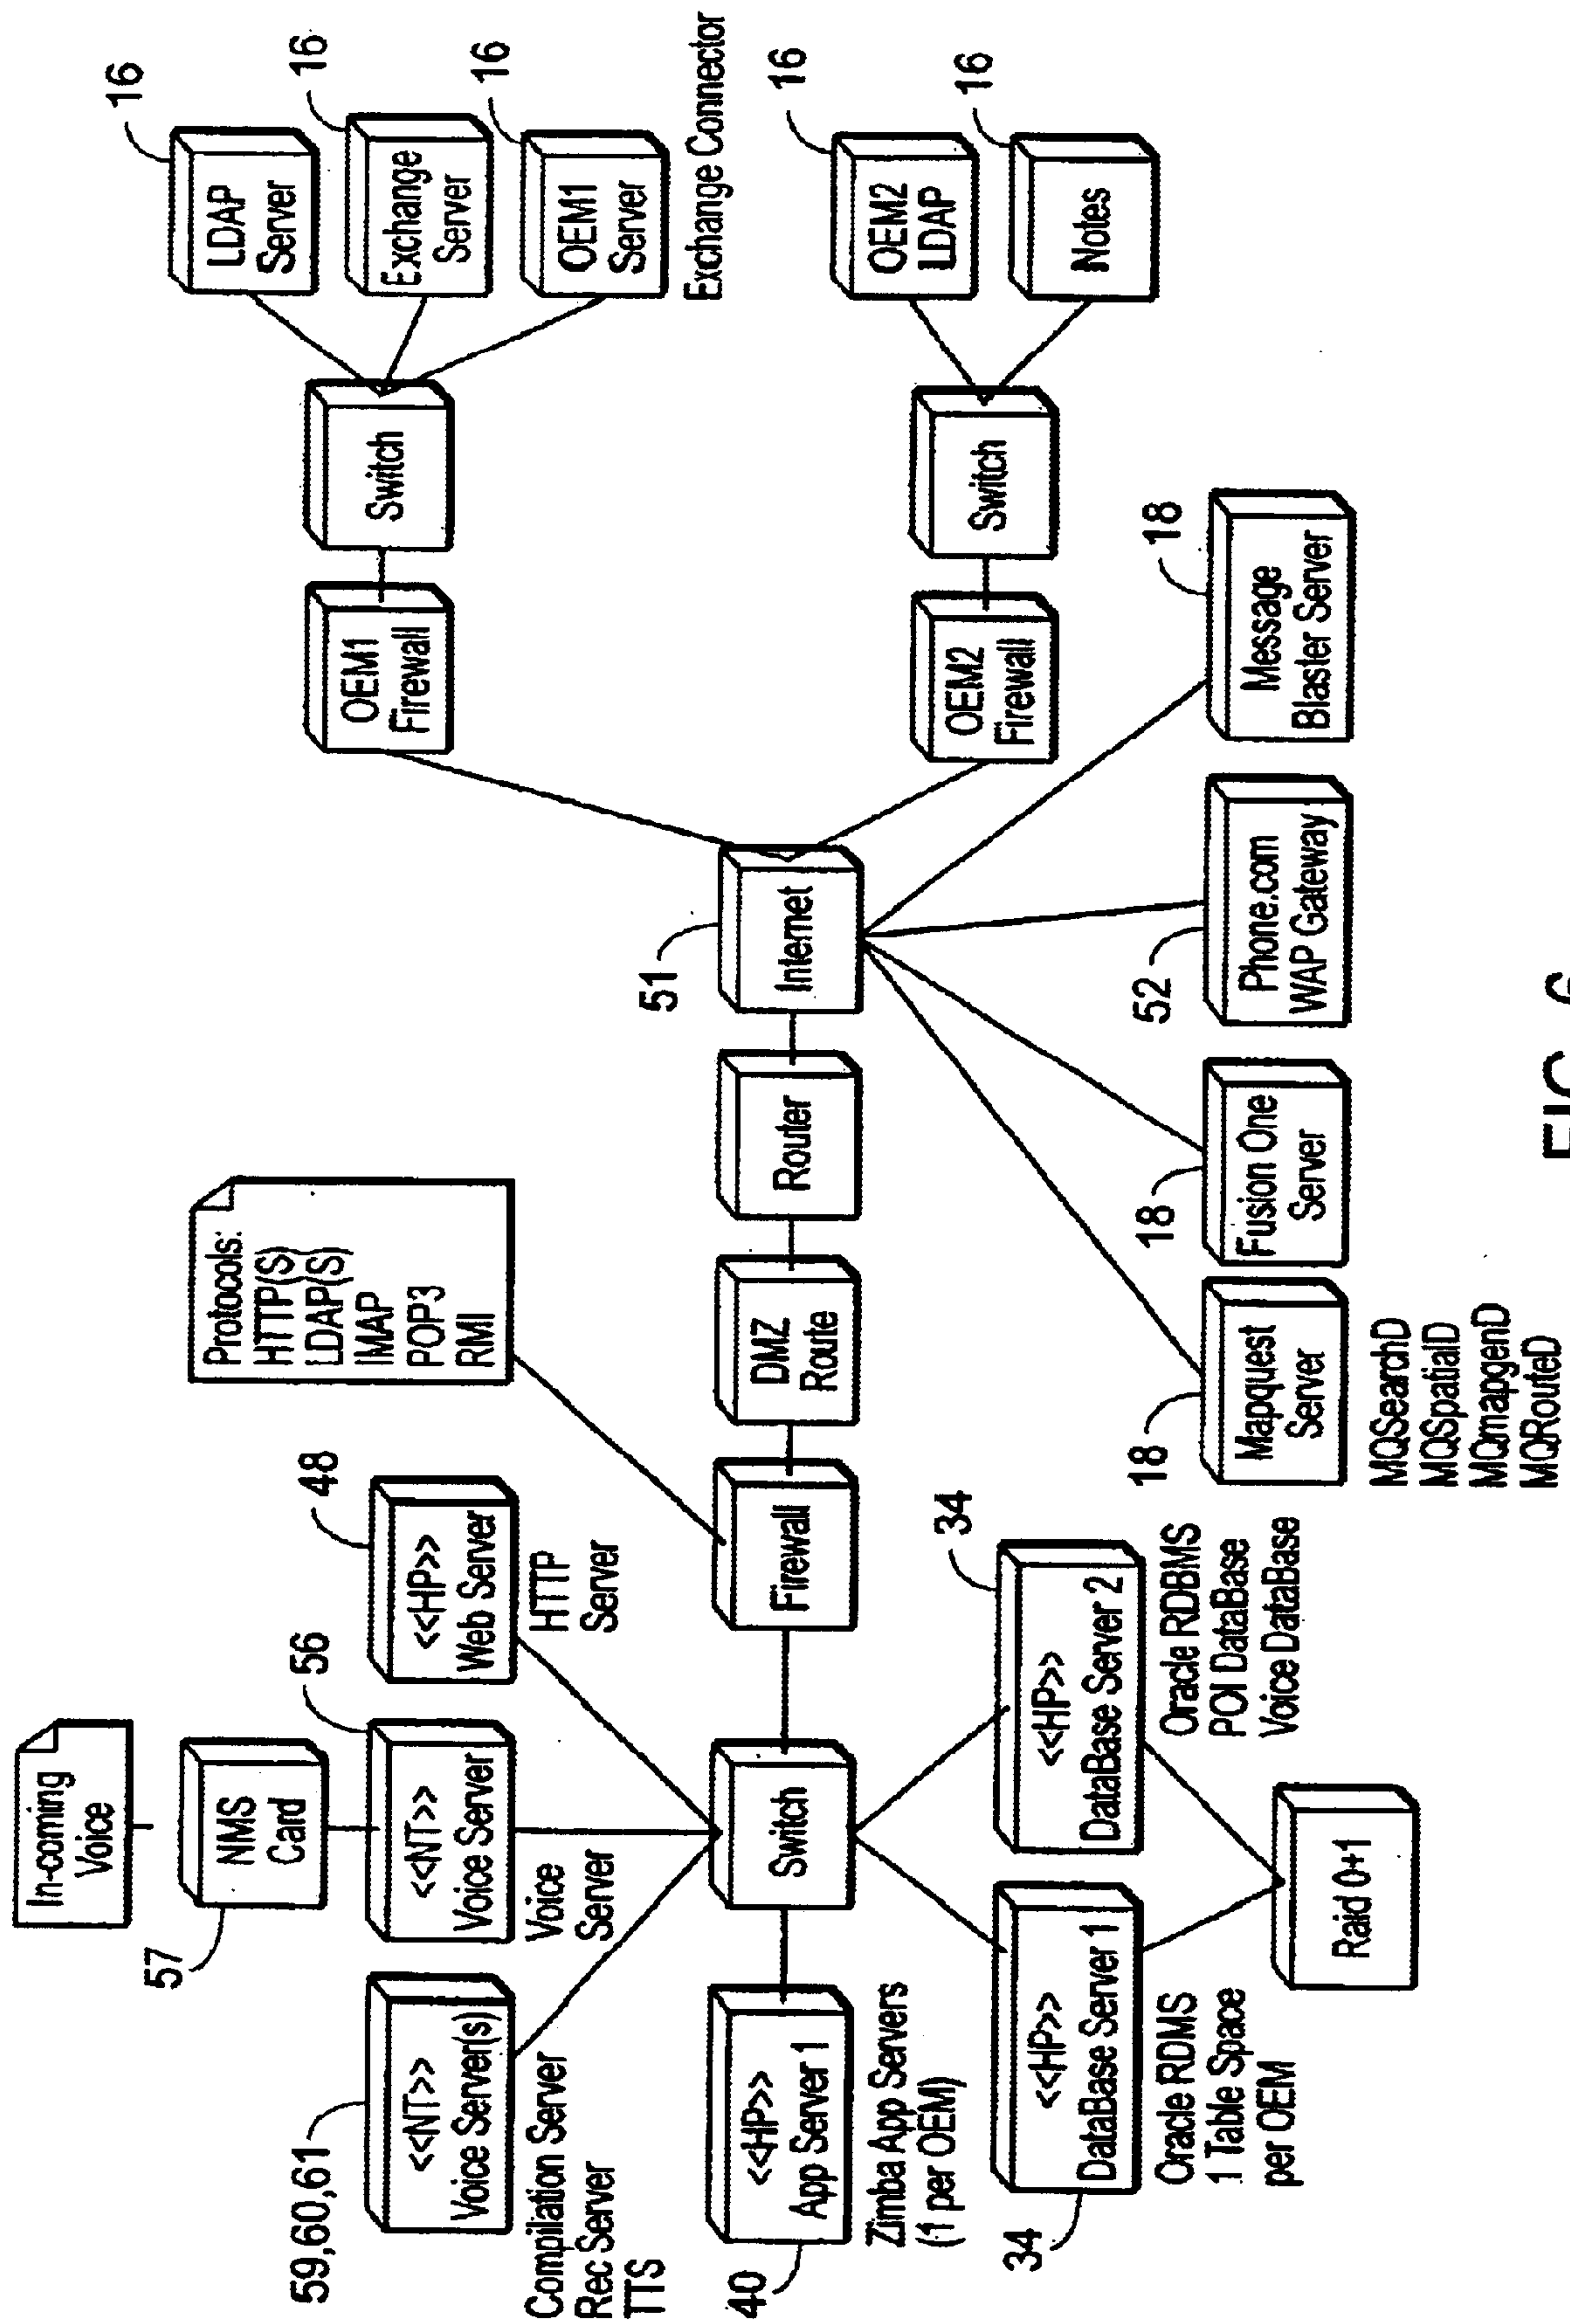 In-coming
Voice
57
NMS
Card
59,60,61
<<NT>>
Voice Server(s)
Compilation Server
Rec Server
TTS
56
<<NT>>
Voice Server
Voice
Server
48
<<HP>>
Web Server
HTTP
Server
Protocols:
HTTP(S)
LDAP(S)
IMAP
POP3
RMI
40
<<HP>>
App Server 1
Zimba App Servers
(1 per OEM)
Switch
Firewall
DMZ
Route
Router
51
Internet
34
<<HP>>
DataBase Server 1
Oracle RDMS
1 Table Space
per OEM
34
<<HP>>
DataBase Server 2
Oracle RDBMS
POI DataBase
Voice DataBase
Raid 0+1
OEM1
Firewall
Switch
16
LDAP
Server
16
Exchange
Server
16
OEM1
Server
Exchange Connector
OEM2
Firewall
Switch
16
OEM2
LDAP
16
Notes
18
Mapquest
Server
MQSearchD
MQSpatialD
MQmapgenD
MQRouteD
18
Fusion One
Server
52
Phone.com
WAP Gateway
18
Message
Blaster Server